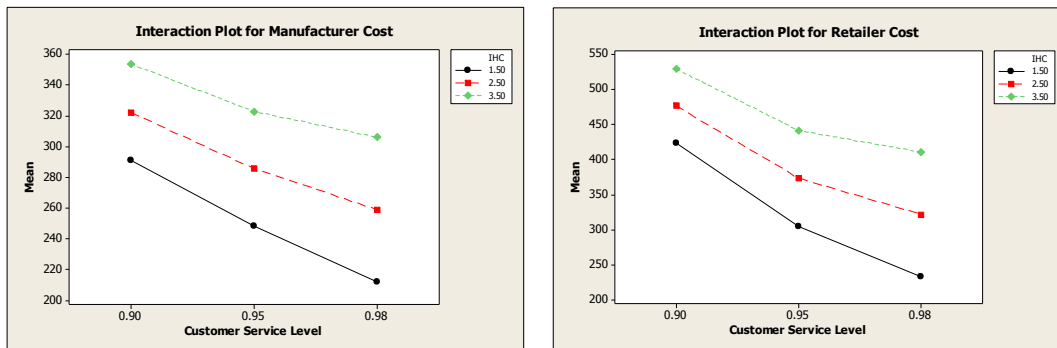 Interaction Plot for Manufacturer Cost
360
340
320
300
280
260
240
220
200
Mean
0.90 0.95 0.98
Customer Service Level
IHC
1.50
2.50
3.50
Interaction Plot for Retailer Cost
550
500
450
400
350
300
250
200
Mean
0.90 0.95 0.98
Customer Service Level
IHC
1.50
2.50
3.50